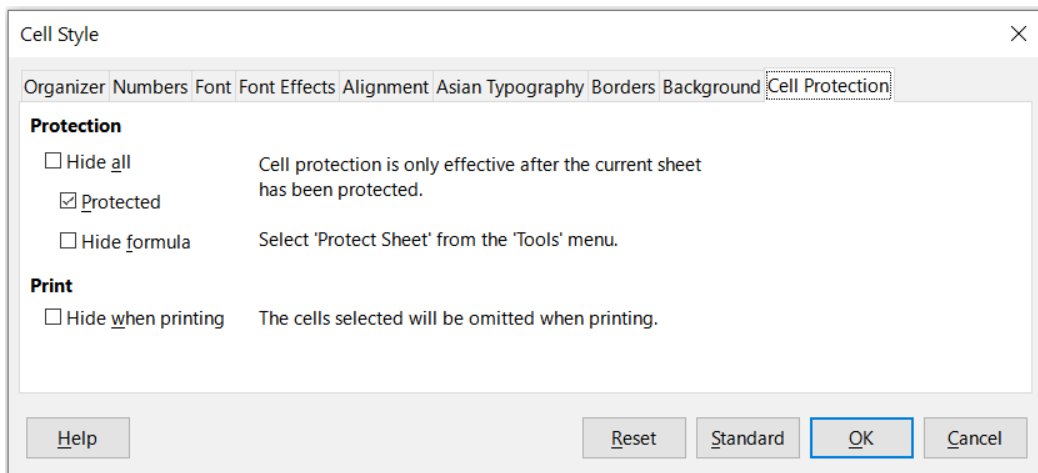 Cell Style
Organizer Numbers Font Font Effects Alignment Asian Typography Borders Background Cell Protection
Protection
Hide all
Cell protection is only effective after the current sheet
has been protected.
Protected
Hide formula
Select 'Protect Sheet' from the 'Tools' menu.
Print
Hide when printing
The cells selected will be omitted when printing.
Help
Reset
Standard
OK
Cancel